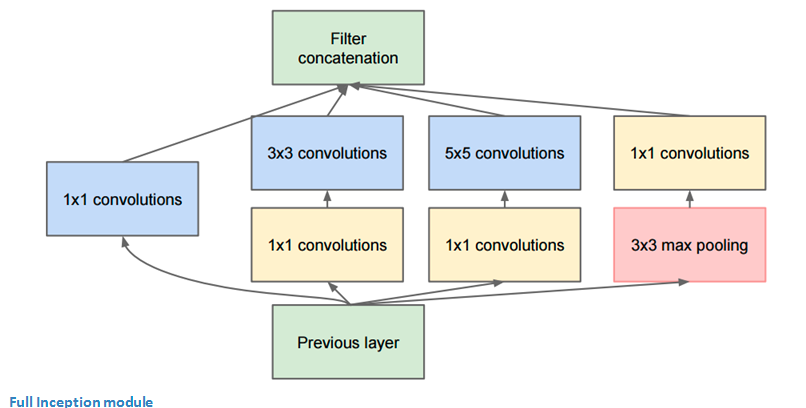 Filter
concatenation
3x3 convolutions
5x5 convolutions
1x1 convolutions
1x1 convolutions
1x1 convolutions
1x1 convolutions
3x3 max pooling
Previous layer
Full Inception module